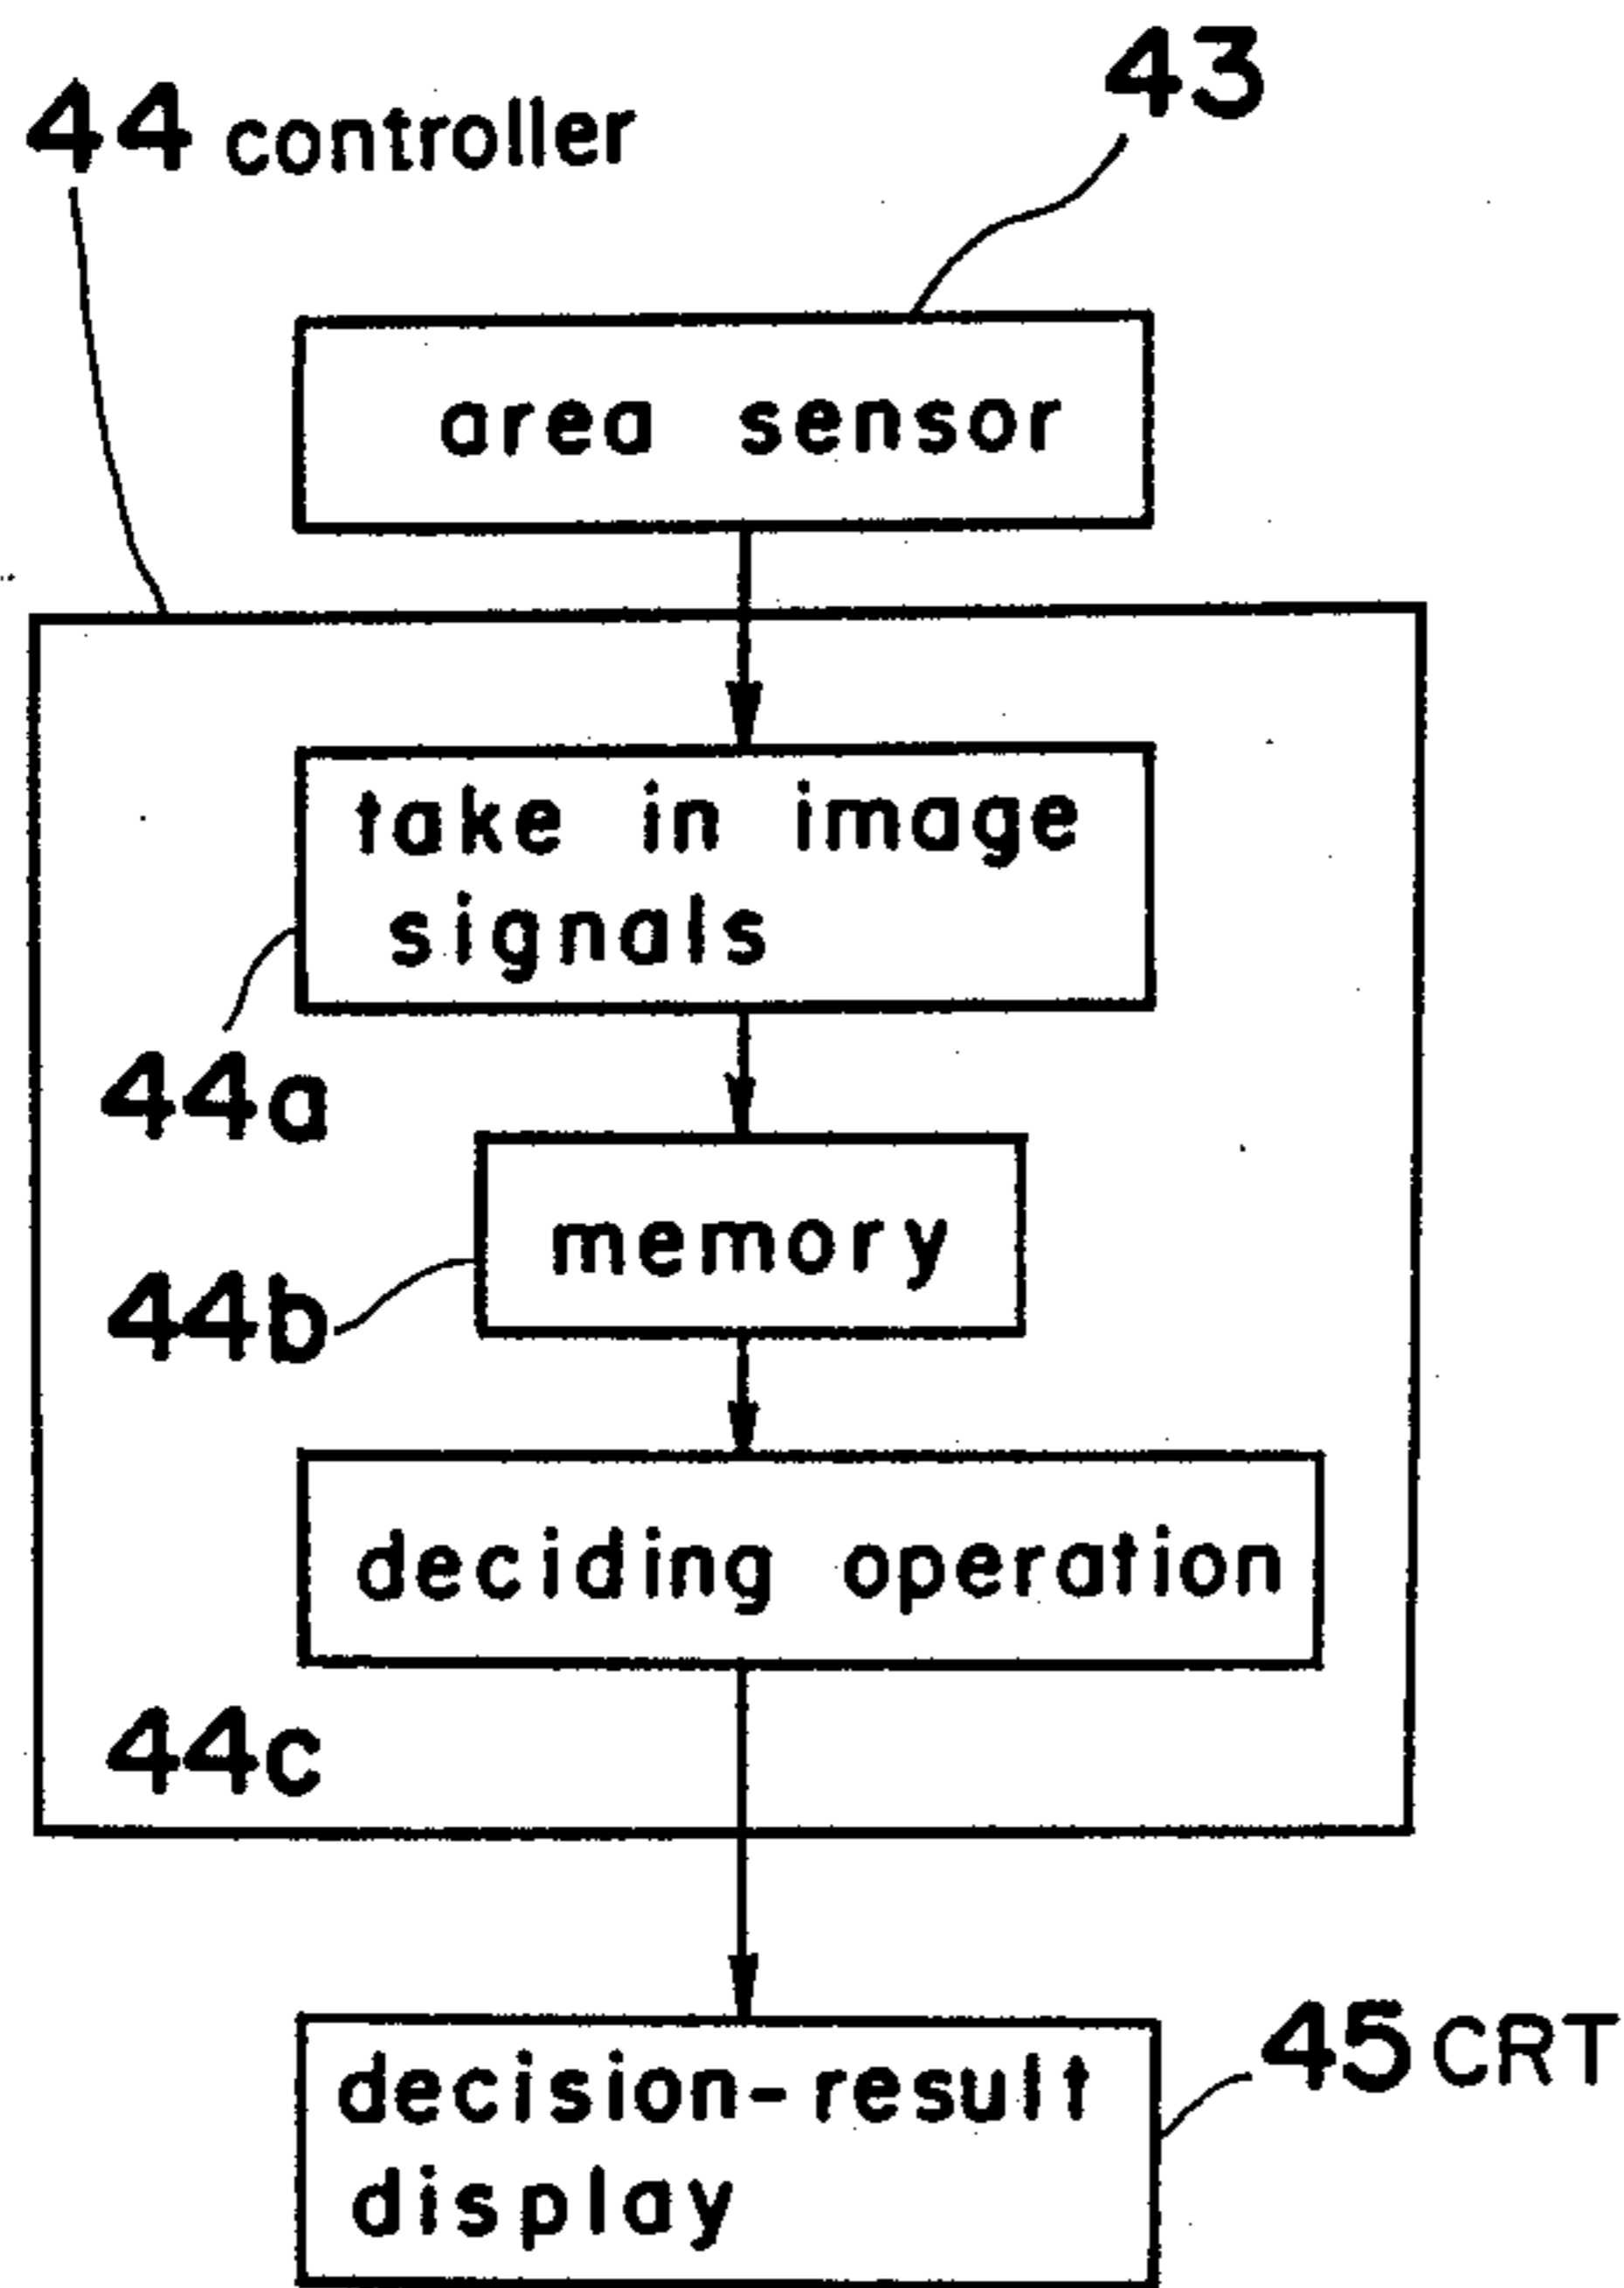 43
44 controller
area sensor
take in image
signals
44a
memory
44b
deciding operation
44c
45 CRT
decision-result
display